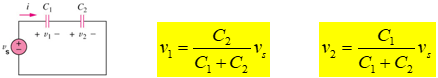 i C₁ C₂
+ v₁ − + v₂ −
vₛ + −
v₁ = C₂ / (C₁ + C₂) vₛ
v₂ = C₁ / (C₁ + C₂) vₛ